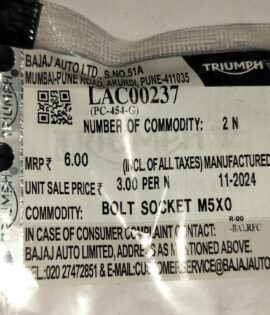 BAJAJ AUTO LTD., S.NO.51A
MUMBAI-PUNE ROAD, AKURDI, PUNE-411035
TRIUMPH
LAC00237
(PC-454-G)
NUMBER OF COMMODITY: 2 N
MRP ₹ 6.00 (INCL OF ALL TAXES) MANUFACTURED
UNIT SALE PRICE ₹ 3.00 PER N 11-2024
COMMODITY: BOLT SOCKET M5X0
R-00
IN CASE OF CONSUMER COMPLAINT CONTACT:
BAJAJ AUTO LIMITED, ADDRESS AS MENTIONED ABOVE.
TEL:020 27472851 & E-MAIL:CUSTOMERSERVICE@BAJAJAUTO
TRIUMPH
TRIUMPH